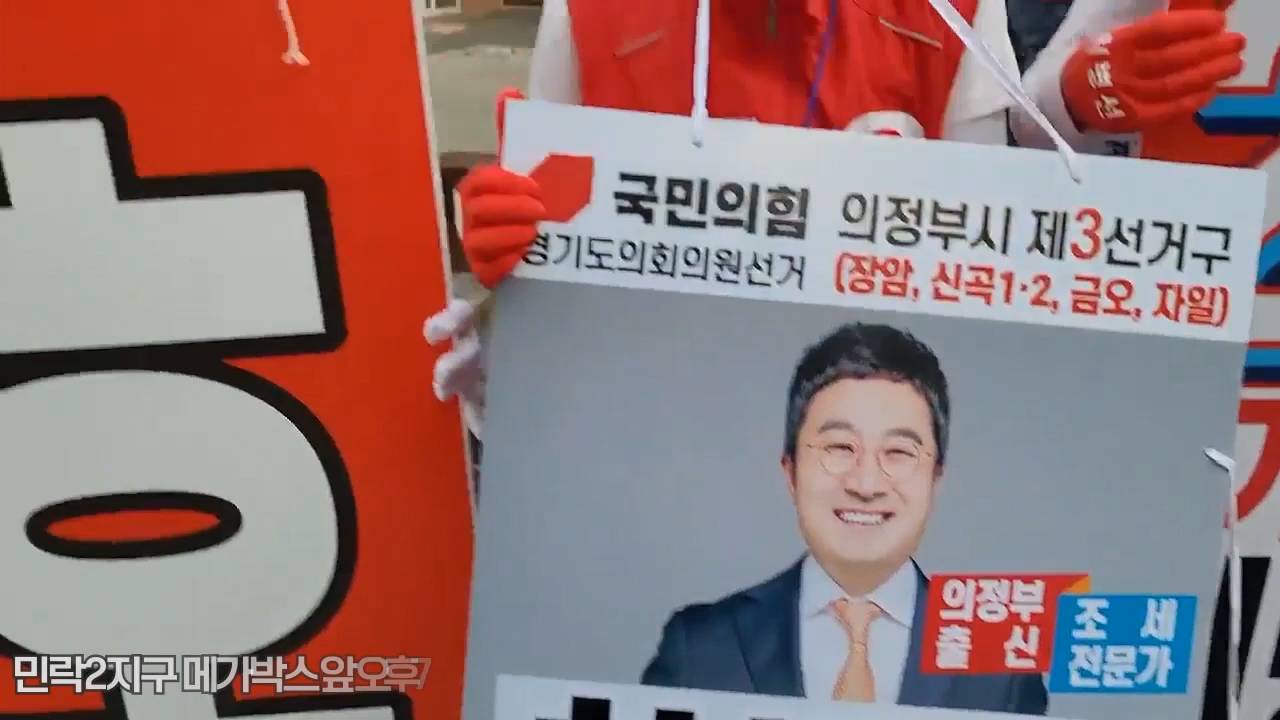 국민의힘 의정부시 제3선거구
경기도의회의원선거 (장암, 신곡1·2, 금오, 자일)
의정부
출신
조세
전문가
민락2지구 메가박스 앞 오후7